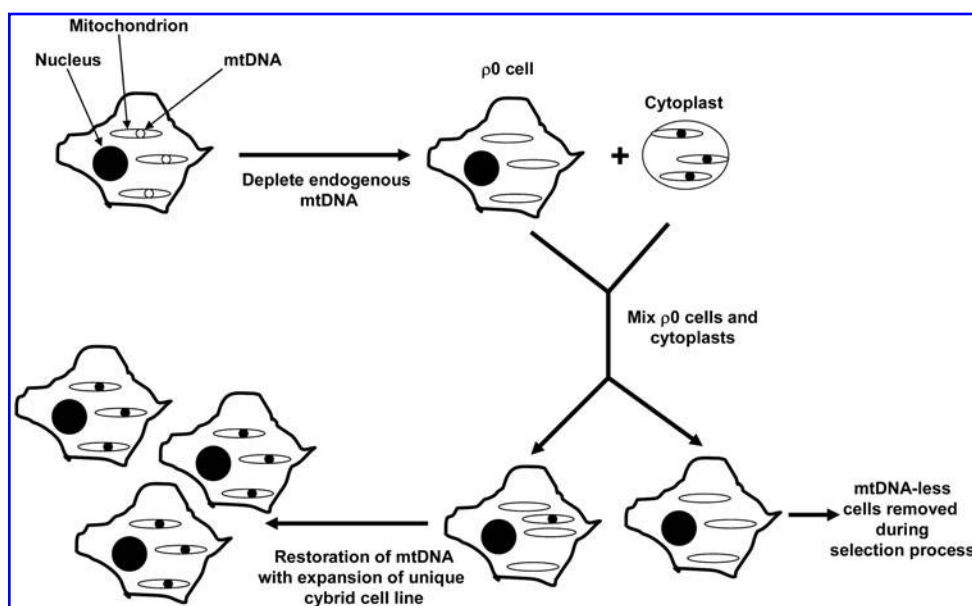 Mitochondrion
Nucleus
mtDNA
ρ0 cell
Cytoplast
+
Deplete endogenous
mtDNA
Mix ρ0 cells and
cytoplasts
mtDNA-less
cells removed
during
selection process
Restoration of mtDNA
with expansion of unique
cybrid cell line